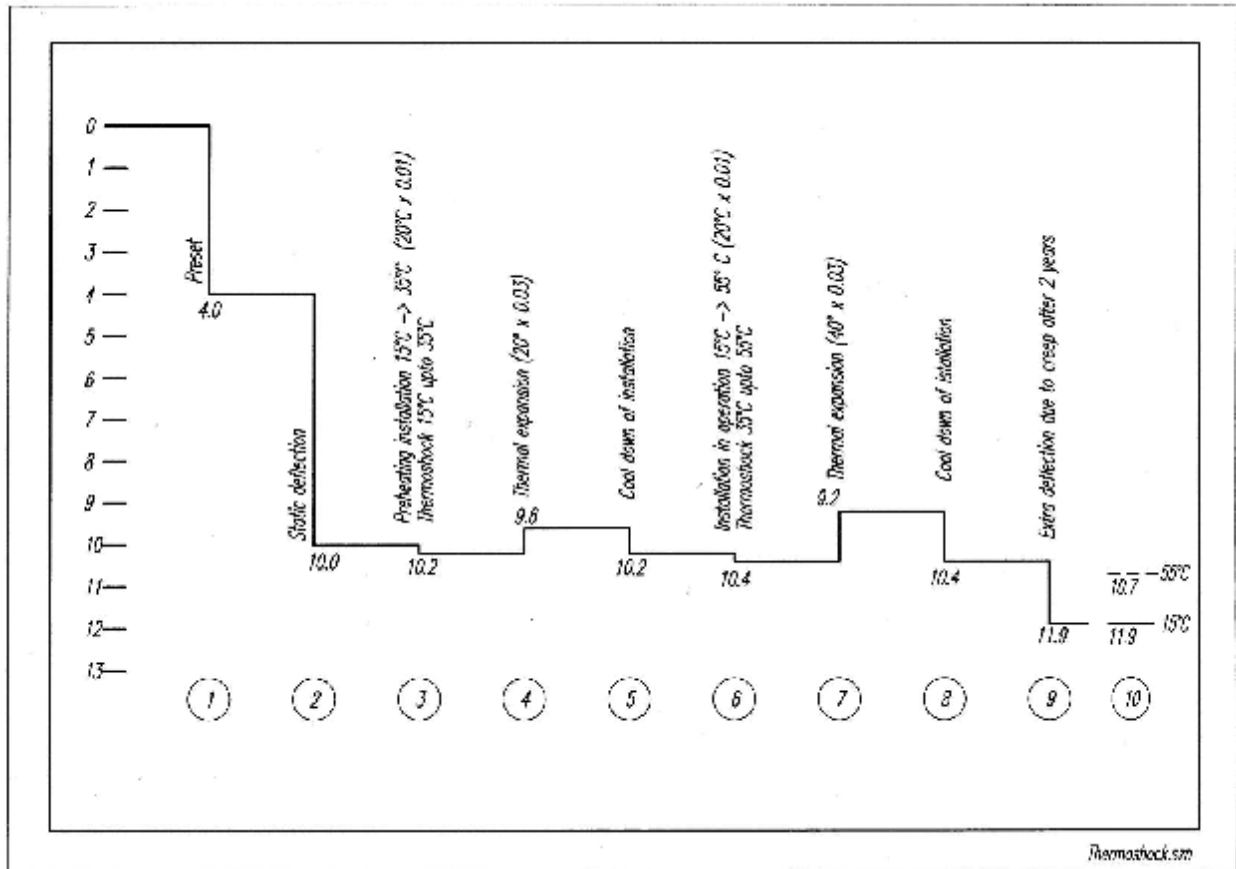 0
1
2
3
4
5
6
7
8
9
10
11
12
13
Preset
4.0
Static deflection
10.0
Preheating installation 15°C -> 35°C (20°C x 0.01)
Thermoshock 15°C upto 35°C
10.2
Thermal expansion (20° x 0.03)
9.6
Cool down of installation
10.2
Installation in operation 15°C -> 55° C (20°C x 0.01)
Thermoshock 35°C upto 55°C
10.4
Thermal expansion (40° x 0.03)
9.2
Cool down of istallation
10.4
Extra deflection due to creep after 2 years
11.9
10.7
55°C
11.9
15°C
1
2
3
4
5
6
7
8
9
10
Thermoshock.sm